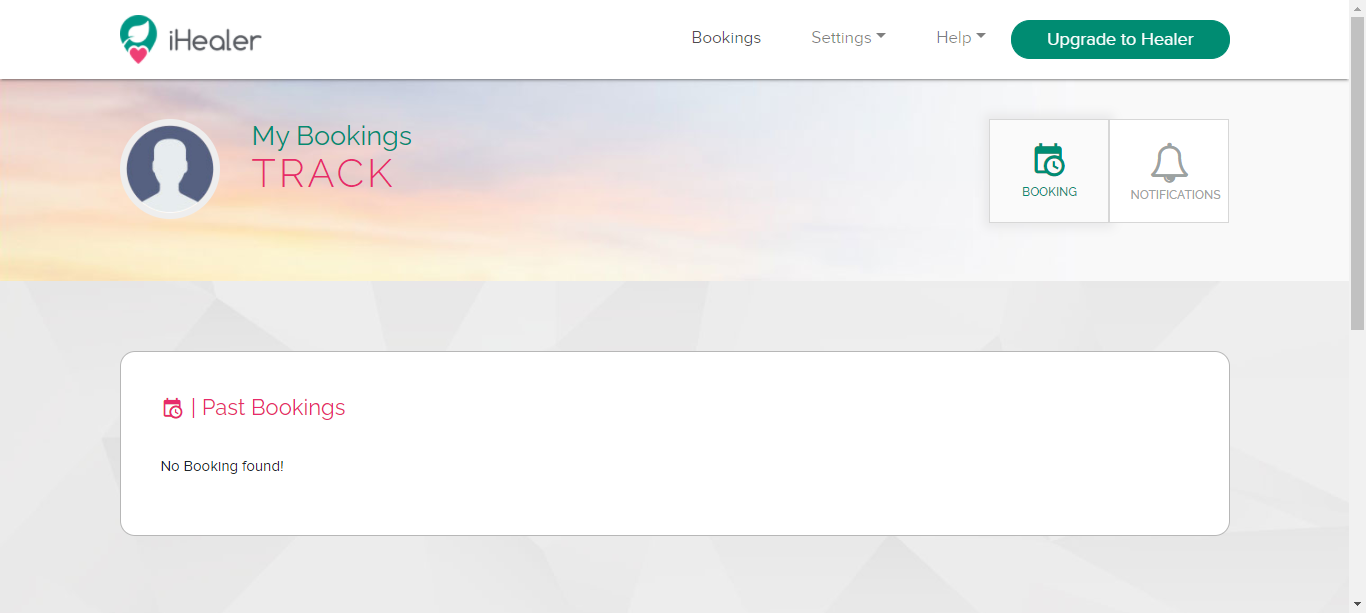 iHealer
Bookings
Settings
Help
Upgrade to Healer
My Bookings
TRACK
BOOKING
NOTIFICATIONS
| Past Bookings
No Booking found!